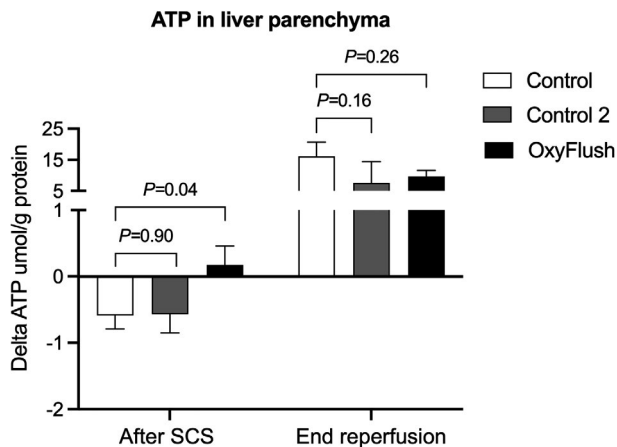 ATP in liver parenchyma
P=0.26
P=0.16
Control
Control 2
OxyFlush
25
15
5
1
0
-1
-2
P=0.04
P=0.90
Delta ATP umol/g protein
After SCS
End reperfusion